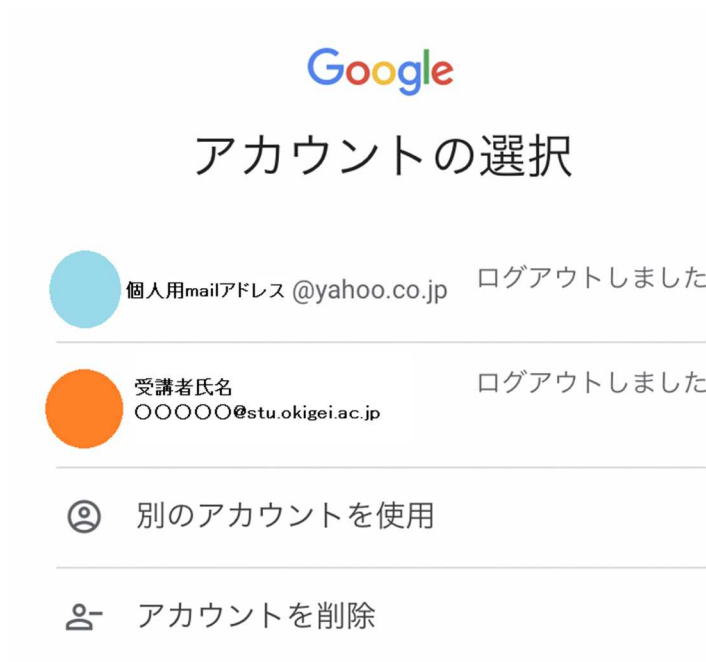 Google
アカウントの選択
個人用mailアドレス @yahoo.co.jp
ログアウトしました
受講者氏名
ログアウトしました
〇〇〇〇〇@stu.okigei.ac.jp
別のアカウントを使用
アカウントを削除